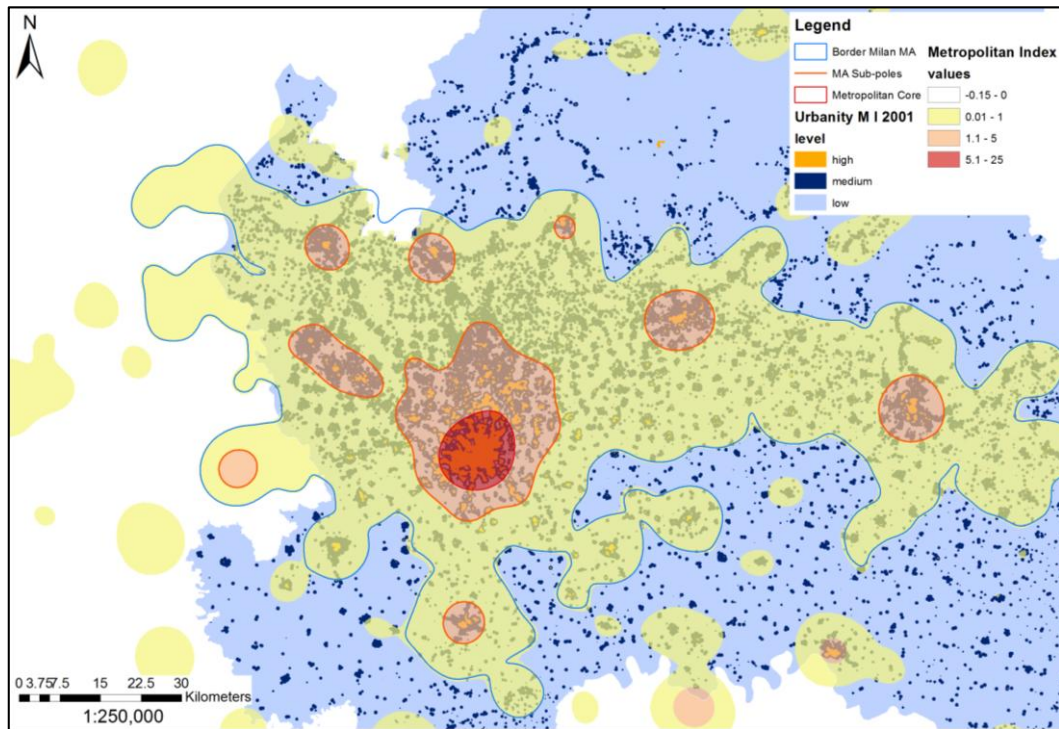 N
Legend
Border Milan MA
MA Sub-poles
Metropolitan Core
Urbanity M I 2001
level
high
medium
low
Metropolitan Index
values
-0.15 - 0
0.01 - 1
1.1 - 5
5.1 - 25
0 3.757.5 15 22.5 30
Kilometers
1:250,000